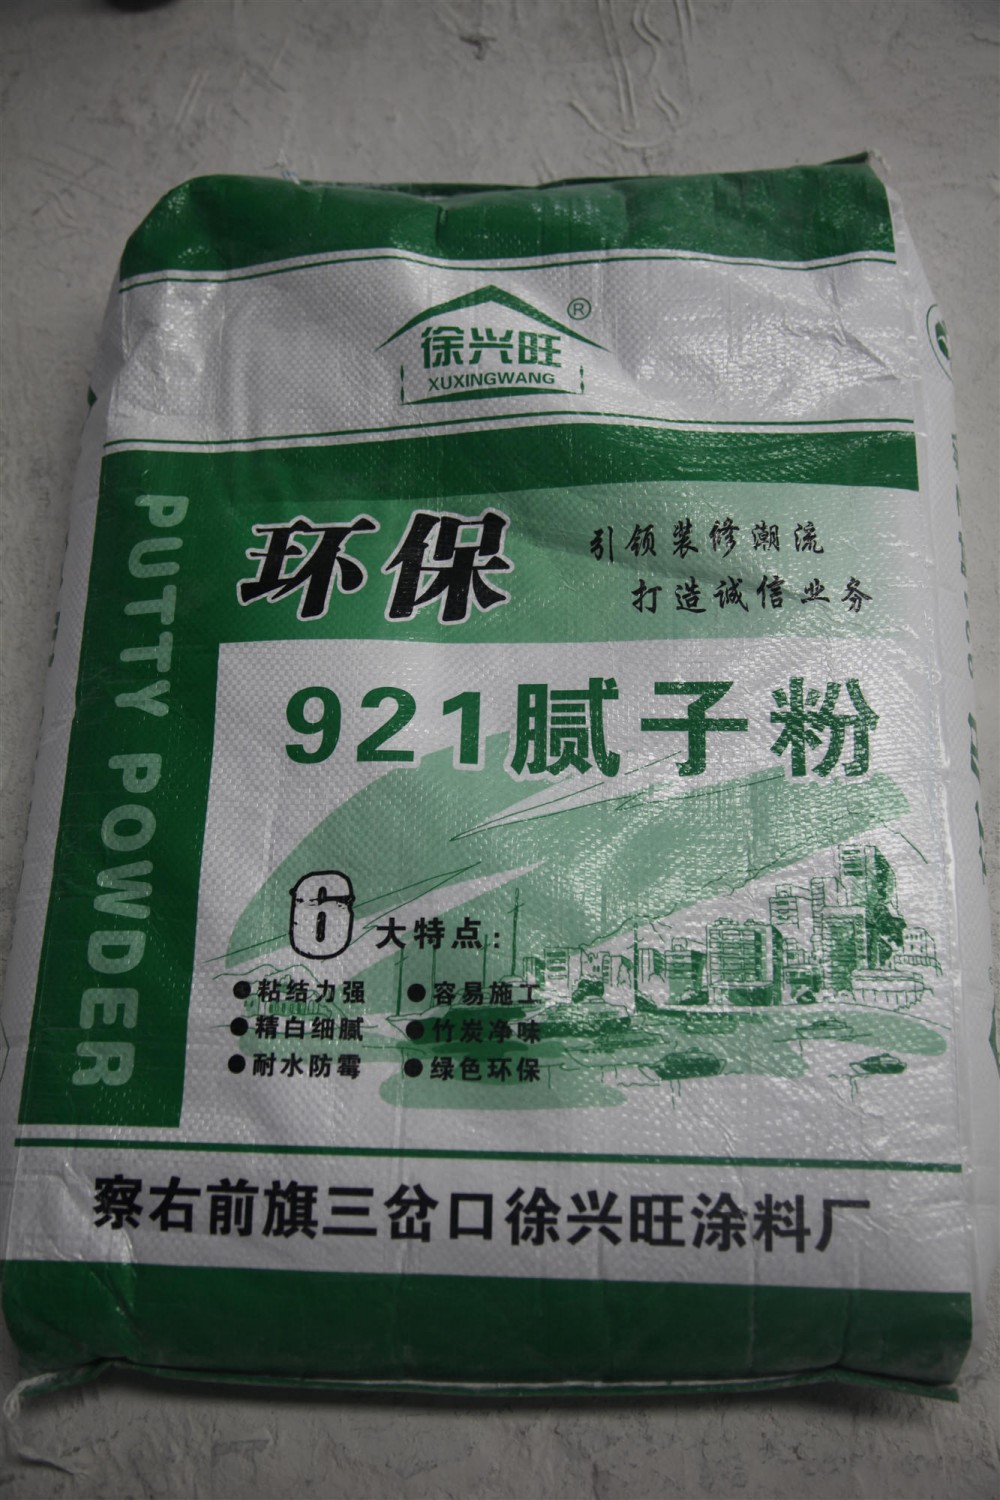 徐兴旺®
XUXINGWANG
环保
引领装修潮流
打造诚信业务
PUTTY POWDER
921腻子粉
6大特点:
●粘结力强 ●容易施工
●精白细腻 ●竹炭净味
●耐水防霉 ●绿色环保
察右前旗三岔口徐兴旺涂料厂